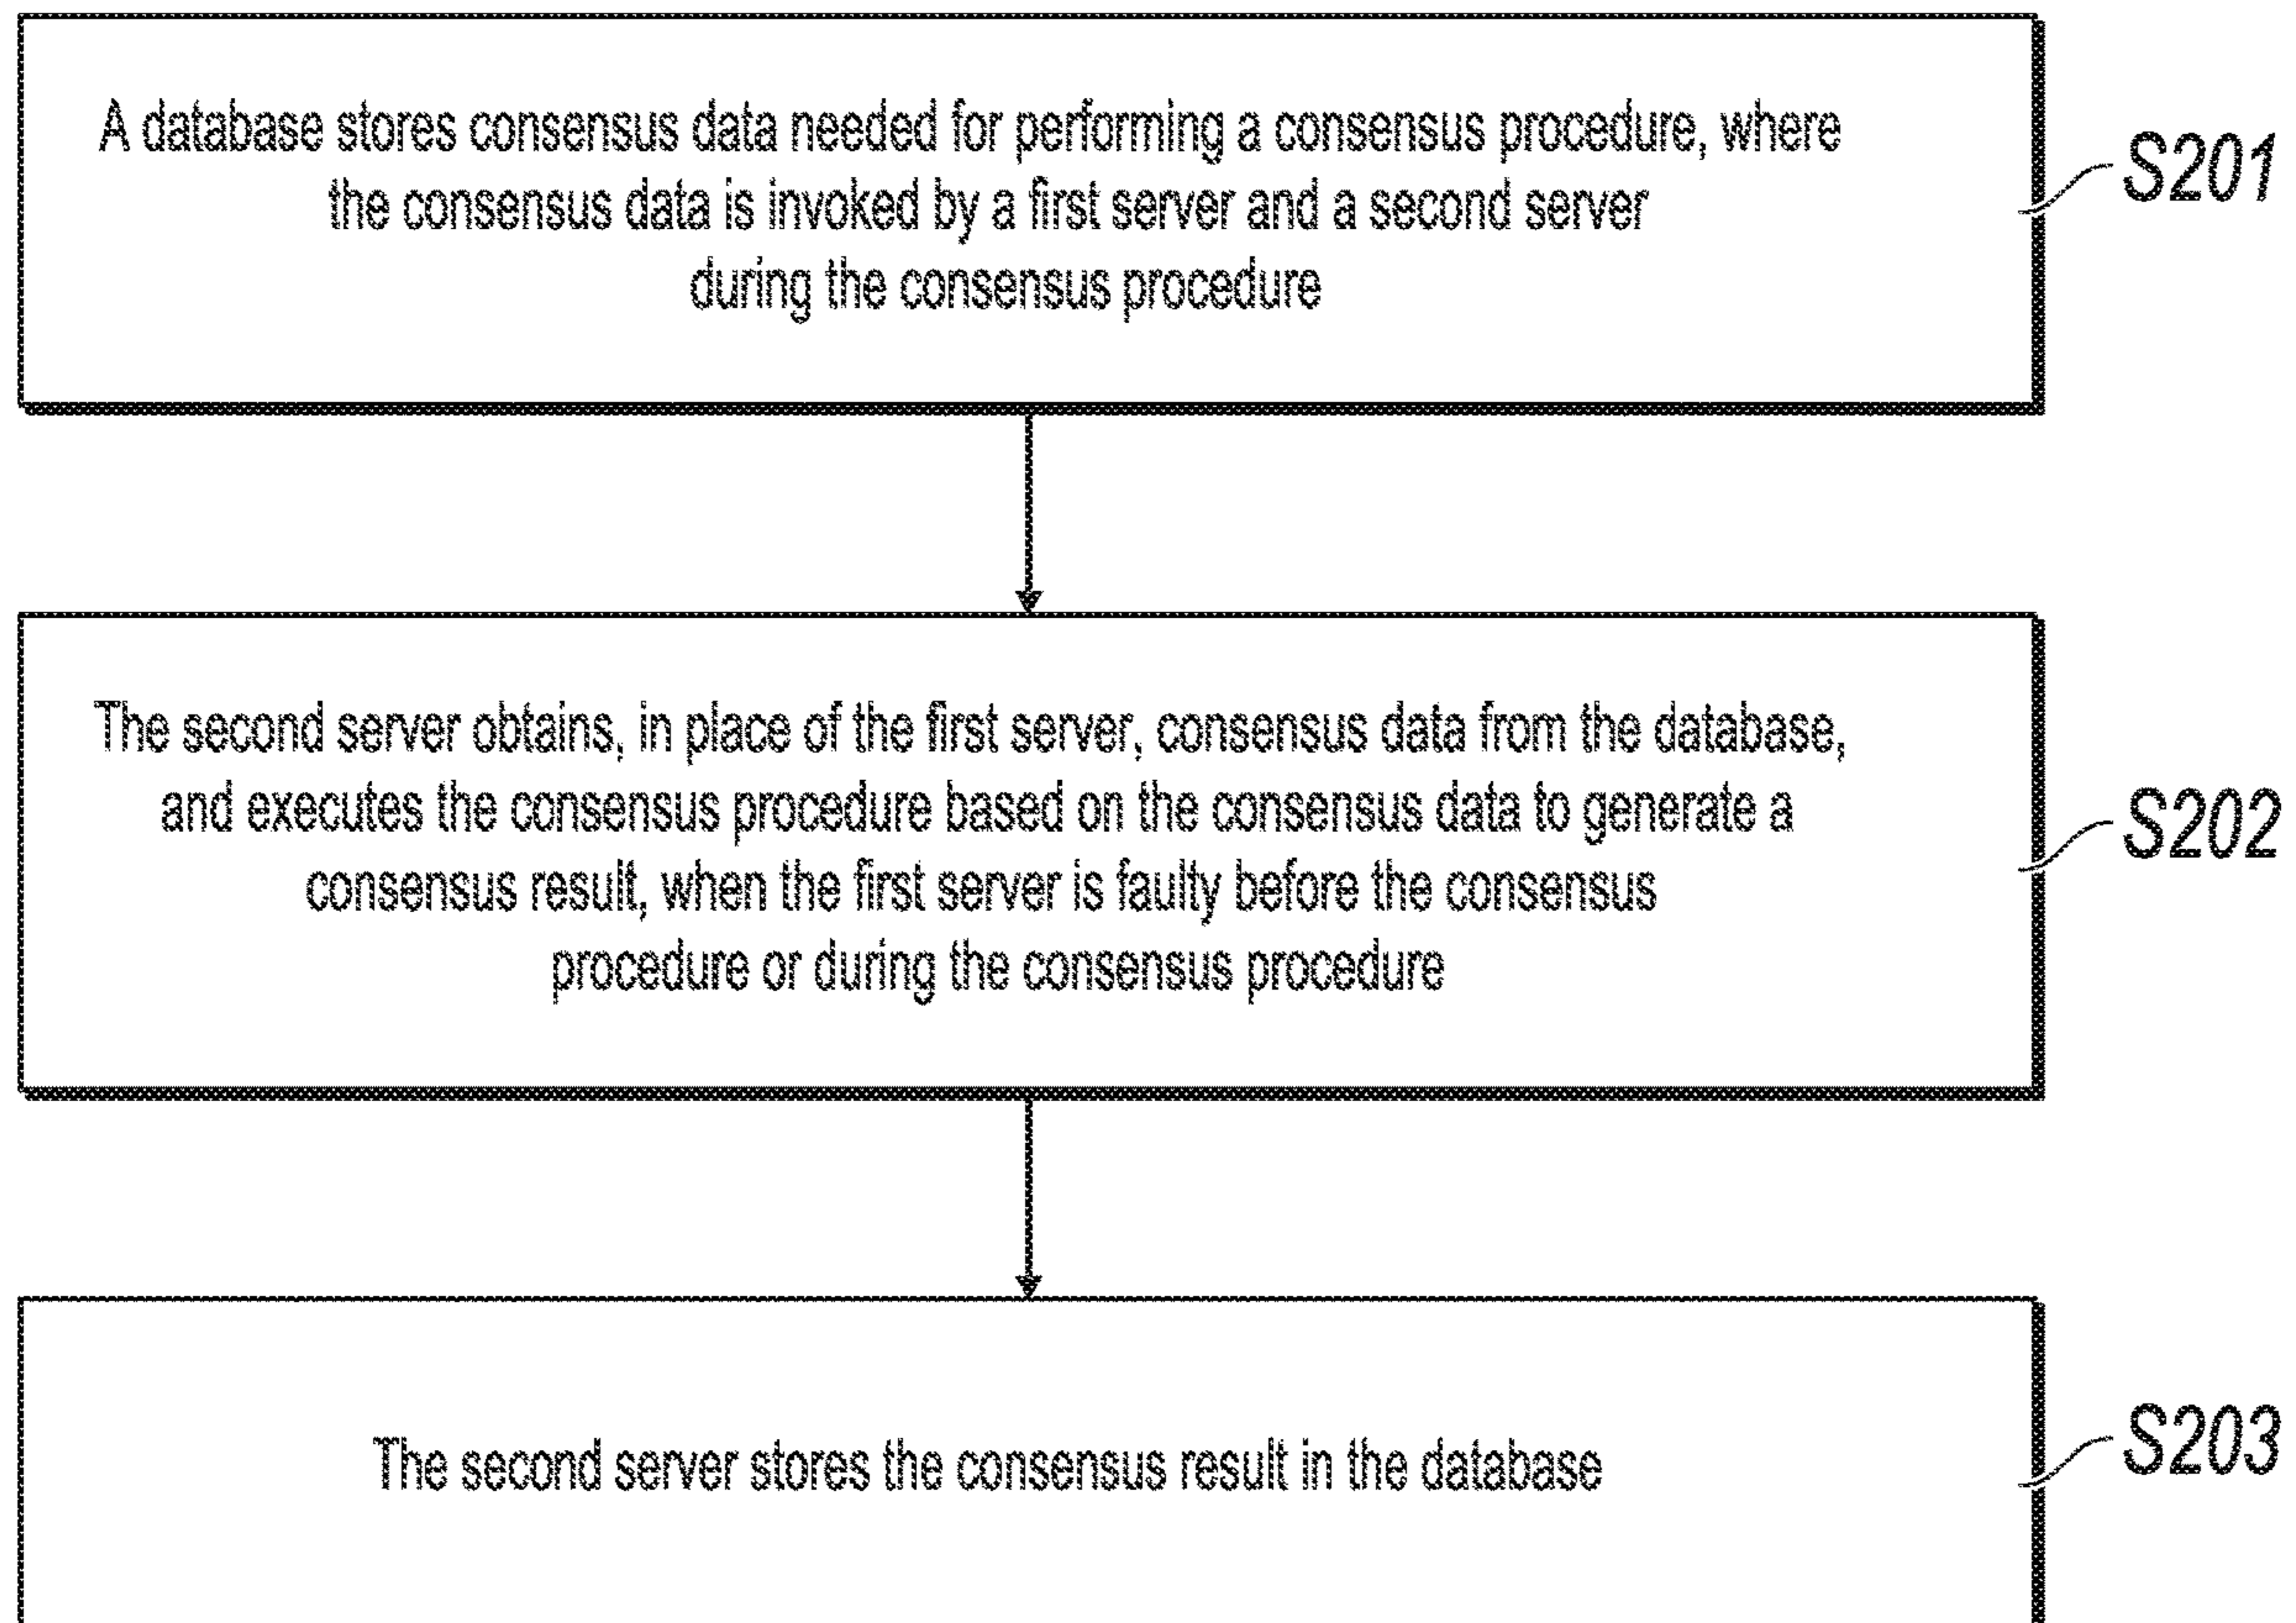 A database stores consensus data needed for performing a consensus procedure, where
the consensus data is invoked by a first server and a second server
during the consensus procedure
S201
The second server obtains, in place of the first server, consensus data from the database,
and executes the consensus procedure based on the consensus data to generate a
consensus result, when the first server is faulty before the consensus
procedure or during the consensus procedure
S202
The second server stores the consensus result in the database
S203